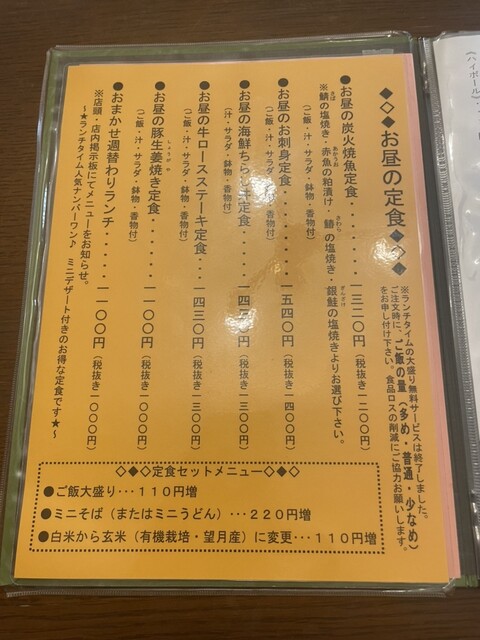 ◆◇◆お昼の定食◆◇◆
※ランチタイムの大盛り無料サービスは終了しました。
ご注文時に、ご飯の量（多め・普通・少なめ）
をお申し付け下さい。食品ロスの削減にご協力お願いします。
●お昼の炭火焼魚定食・・・・・一三二〇円（税抜き一二〇〇円）
※鯖の塩焼き・赤魚の粕漬け・鰆の塩焼き・銀鮭の塩焼きよりお選び下さい。
（ご飯・汁・サラダ・鉢物・香物付）
●お昼のお刺身定食・・・・・・一五四〇円（税抜き一四〇〇円）
（ご飯・汁・サラダ・鉢物・香物付）
●お昼の海鮮ちらし丼定食・・・一四三〇円（税抜き一三〇〇円）
（汁・サラダ・鉢物・香物付）
●お昼の牛ロースステーキ定食・・・一四三〇円（税抜き一三〇〇円）
（ご飯・汁・サラダ・鉢物・香物付）
●お昼の豚生姜焼き定食・・・・・一一〇〇円（税抜き一〇〇〇円）
（ご飯・汁・サラダ・鉢物・香物付）
●おまかせ週替わりランチ・・・・一一〇〇円（税抜き一〇〇〇円）
※店頭・店内掲示板にてメニューをお知らせ。
～★ランチタイム人気ナンバーワン♪ ミニデザート付きのお得な定食です★～
◇◆◇定食セットメニュー◇◆◇
●ご飯大盛り・・・１１０円増
●ミニそば（またはミニうどん）・・・２２０円増
●白米から玄米（有機栽培・望月産）に変更・・・１１０円増
（ハイボール）